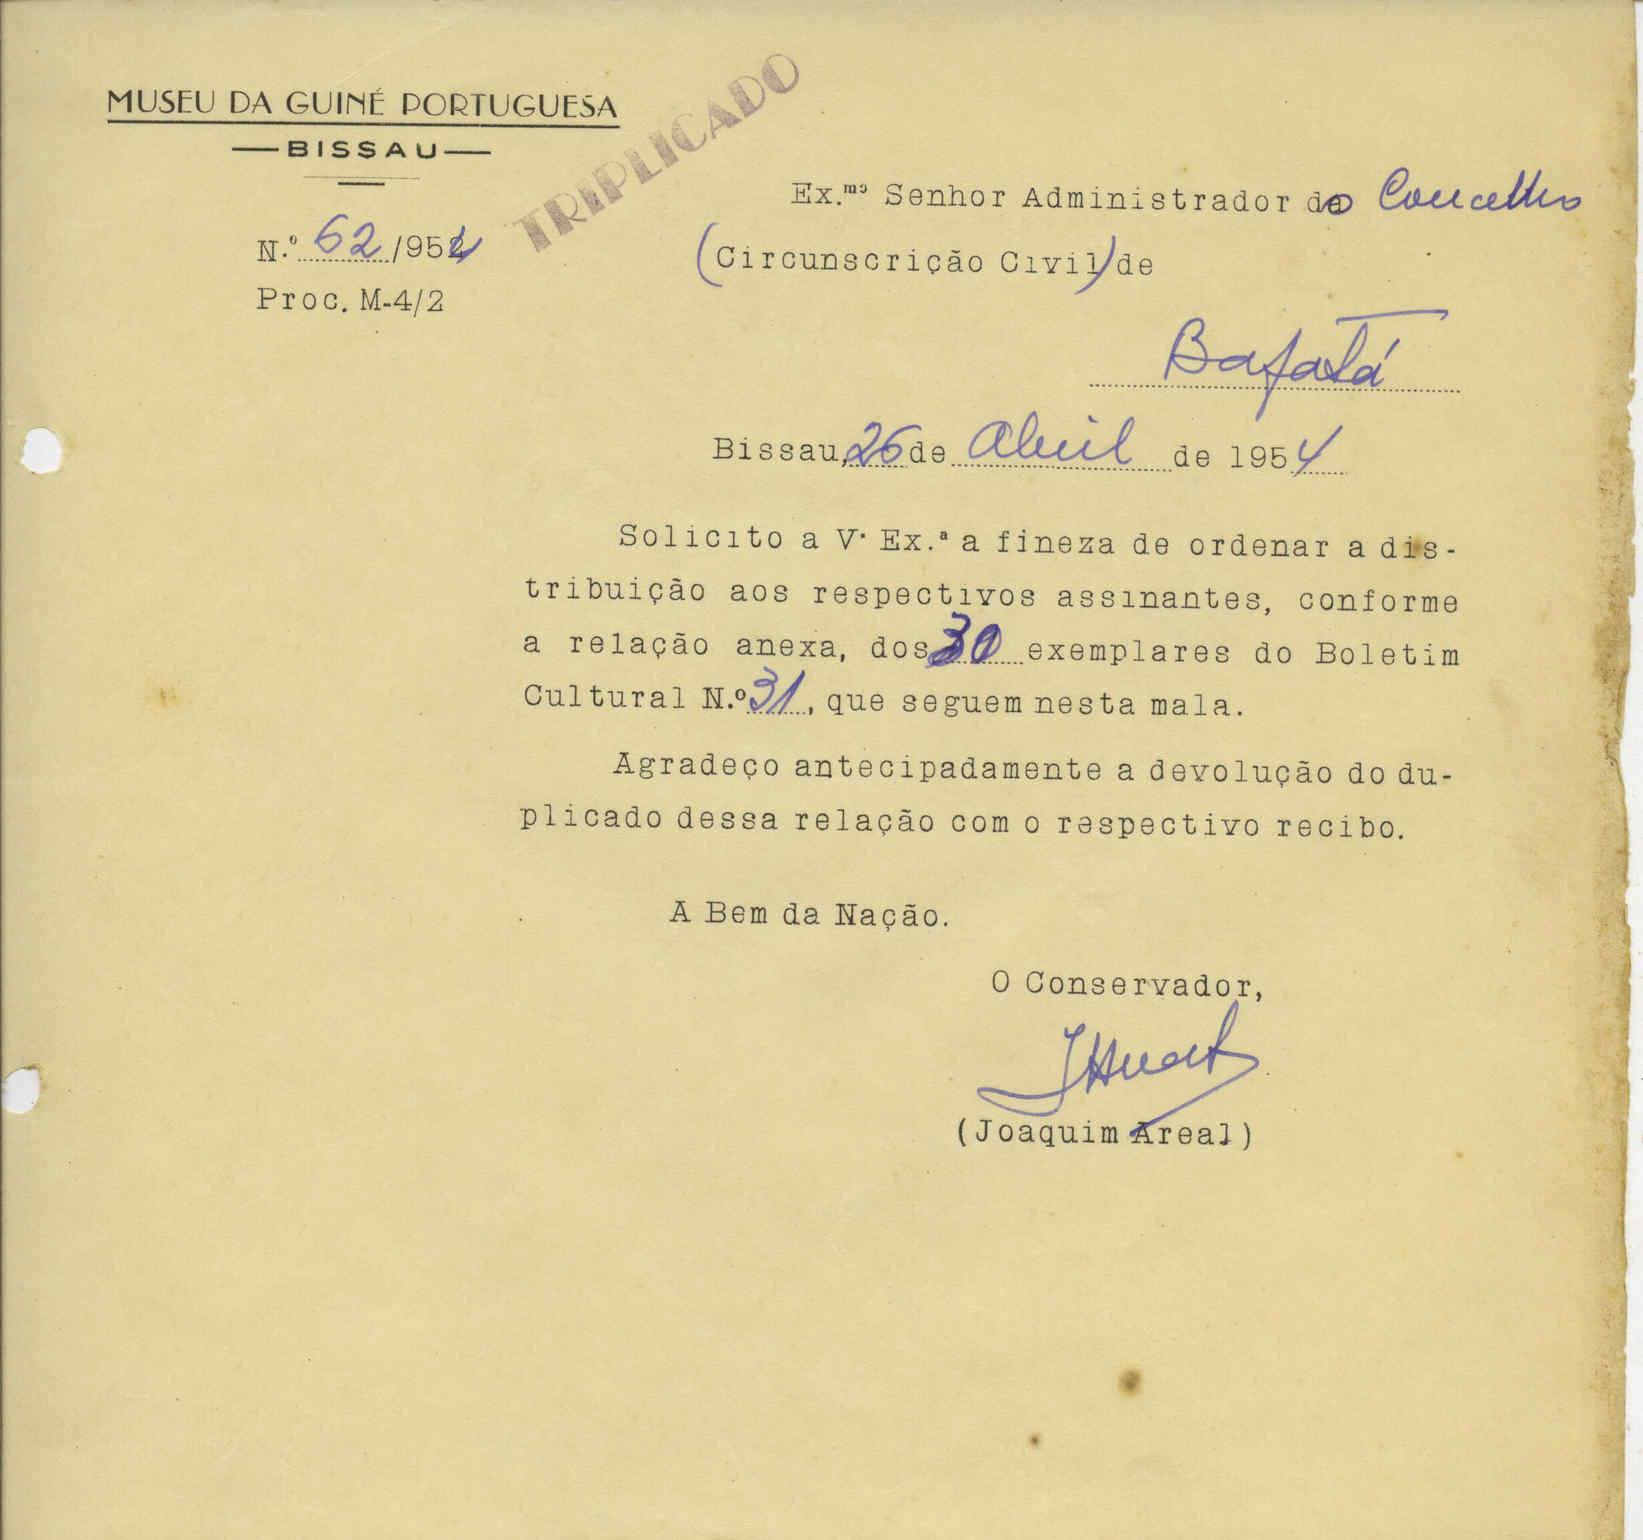 MUSEU DA GUINÉ PORTUGUESA
BISSAU
TRIPLICADO
N.º 62/954
Proc. M-4/2
Ex.mo Senhor Administrador do Concelho
(Circunscrição Civil) de
Bafatá
Bissau, 26 de Abril de 1954
Solicito a V. Ex.ª a fineza de ordenar a dis-
tribuição aos respectivos assinantes, conforme
a relação anexa, dos 30 exemplares do Boletim
Cultural N.º 31, que seguem nesta mala.
Agradeço antecipadamente a devolução do du-
plicado dessa relação com o respectivo recibo.
A Bem da Nação.
O Conservador,
(Joaquim Areal)